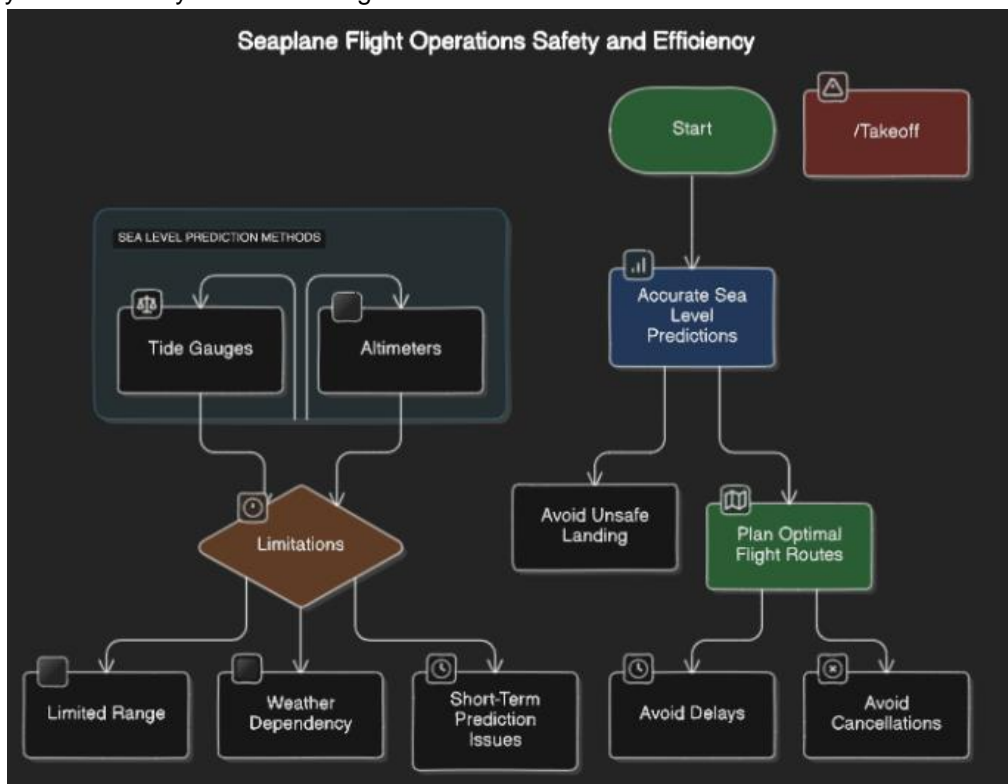 Seaplane Flight Operations Safety and Efficiency
Start
/Takeoff
SEA LEVEL PREDICTION METHODS
Tide Gauges
Altimeters
Accurate Sea
Level
Predictions
Avoid Unsafe
Landing
Plan Optimal
Flight Routes
Limitations
Limited Range
Weather
Dependency
Short-Term
Prediction
Issues
Avoid Delays
Avoid
Cancellations